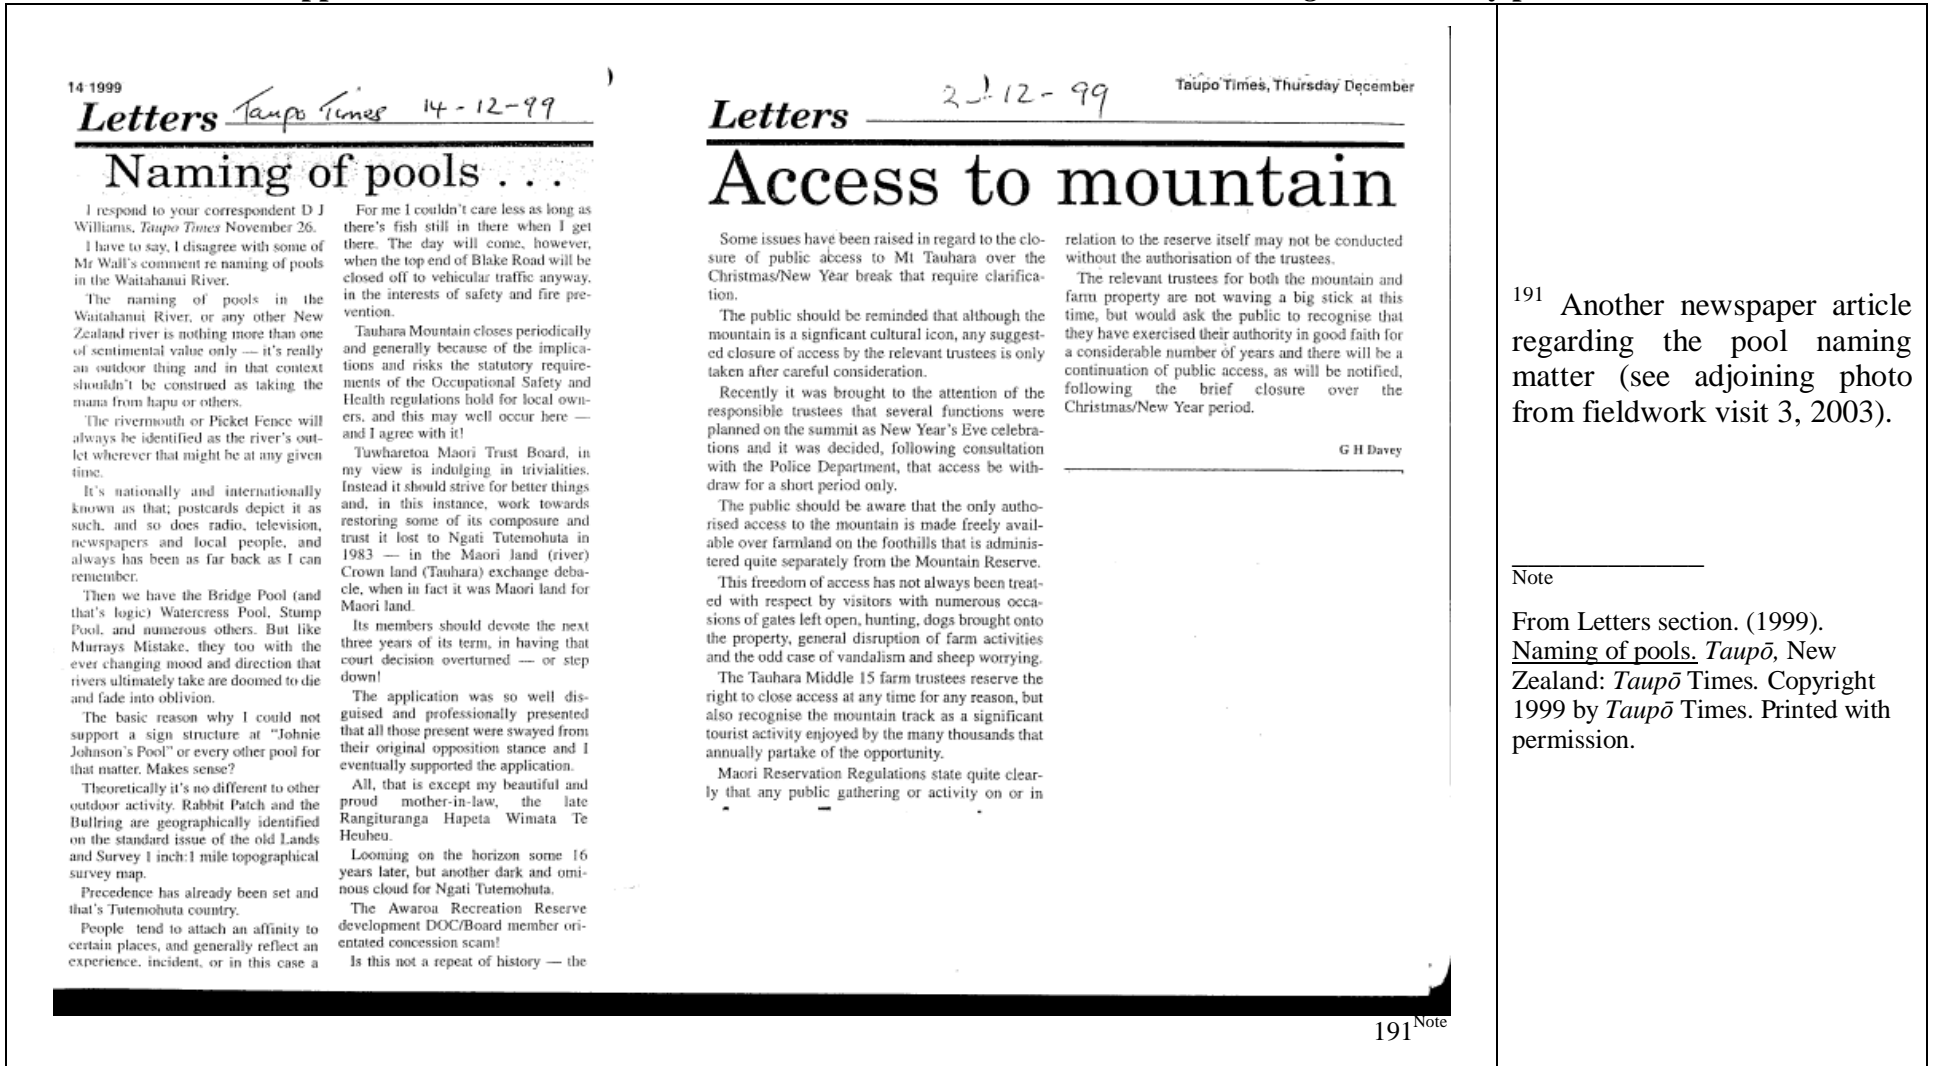 14 1999
Letters Taupo Times 14-12-99
Naming of pools . . .
I respond to your correspondent D J
Williams, Taupo Times November 26.
I have to say, I disagree with some of
Mr Wall's comment re naming of pools
in the Waitahanui River.
The naming of pools in the
Waitahanui River, or any other New
Zealand river is nothing more than one
of sentimental value only — it's really
an outdoor thing and in that context
shouldn't be construed as taking the
mana from hapu or others.
The rivermouth or Picket Fence will
always be identified as the river's out-
let wherever that might be at any given
time.
It's nationally and internationally
known as that; postcards depict it as
such, and so does radio, television,
newspapers and local people, and
always has been as far back as I can
remember.
Then we have the Bridge Pool (and
that's logic) Watercress Pool, Stump
Pool, and numerous others. But like
Murrays Mistake, they too with the
ever changing mood and direction that
rivers ultimately take are doomed to die
and fade into oblivion.
The basic reason why I could not
support a sign structure at "Johnie
Johnson's Pool" or every other pool for
that matter. Makes sense?
Theoretically it's no different to other
outdoor activity. Rabbit Patch and the
Bullring are geographically identified
on the standard issue of the old Lands
and Survey 1 inch:1 mile topographical
survey map.
Precedence has already been set and
that's Tutemohuta country.
People tend to attach an affinity to
certain places, and generally reflect an
experience, incident, or in this case a
For me I couldn't care less as long as
there's fish still in there when I get
there. The day will come, however,
when the top end of Blake Road will be
closed off to vehicular traffic anyway,
in the interests of safety and fire pre-
vention.
Tauhara Mountain closes periodically
and generally because of the implica-
tions and risks the statutory require-
ments of the Occupational Safety and
Health regulations hold for local own-
ers, and this may well occur here —
and I agree with it!
Tuwharetoa Maori Trust Board, in
my view is indulging in trivialities.
Instead it should strive for better things
and, in this instance, work towards
restoring some of its composure and
trust it lost to Ngati Tutemohuta in
1983 — in the Maori land (river)
Crown land (Tauhara) exchange deba-
cle, when in fact it was Maori land for
Maori land.
Its members should devote the next
three years of its term, in having that
court decision overturned — or step
down!
The application was so well dis-
guised and professionally presented
that all those present were swayed from
their original opposition stance and I
eventually supported the application.
All, that is except my beautiful and
proud mother-in-law, the late
Rangituranga Hapeta Wimata Te
Heuheu.
Looming on the horizon some 16
years later, but another dark and omi-
nous cloud for Ngati Tutemohuta.
The Awaroa Recreation Reserve
development DOC/Board member ori-
entated concession scam!
Is this not a repeat of history — the
12-99
Taupo Times, Thursday December
Letters
Access to mountain
Some issues have been raised in regard to the clo-
sure of public access to Mt Tauhara over the
Christmas/New Year break that require clarifica-
tion.
The public should be reminded that although the
mountain is a signficant cultural icon, any suggest-
ed closure of access by the relevant trustees is only
taken after careful consideration.
Recently it was brought to the attention of the
responsible trustees that several functions were
planned on the summit as New Year's Eve celebra-
tions and it was decided, following consultation
with the Police Department, that access be with-
draw for a short period only.
The public should be aware that the only autho-
rised access to the mountain is made freely avail-
able over farmland on the foothills that is adminis-
tered quite separately from the Mountain Reserve.
This freedom of access has not always been treat-
ed with respect by visitors with numerous occa-
sions of gates left open, hunting, dogs brought onto
the property, general disruption of farm activities
and the odd case of vandalism and sheep worrying.
The Tauhara Middle 15 farm trustees reserve the
right to close access at any time for any reason, but
also recognise the mountain track as a significant
tourist activity enjoyed by the many thousands that
annually partake of the opportunity.
Maori Reservation Regulations state quite clear-
ly that any public gathering or activity on or in
relation to the reserve itself may not be conducted
without the authorisation of the trustees.
The relevant trustees for both the mountain and
farm property are not waving a big stick at this
time, but would ask the public to recognise that
they have exercised their authority in good faith for
a considerable number of years and there will be a
continuation of public access, as will be notified,
following the brief closure over the
Christmas/New Year period.
G H Davey
191 Note
191 Another newspaper article
regarding the pool naming
matter (see adjoining photo
from fieldwork visit 3, 2003).
Note
From Letters section. (1999).
Naming of pools. Taupō, New
Zealand: Taupō Times. Copyright
1999 by Taupō Times. Printed with
permission.